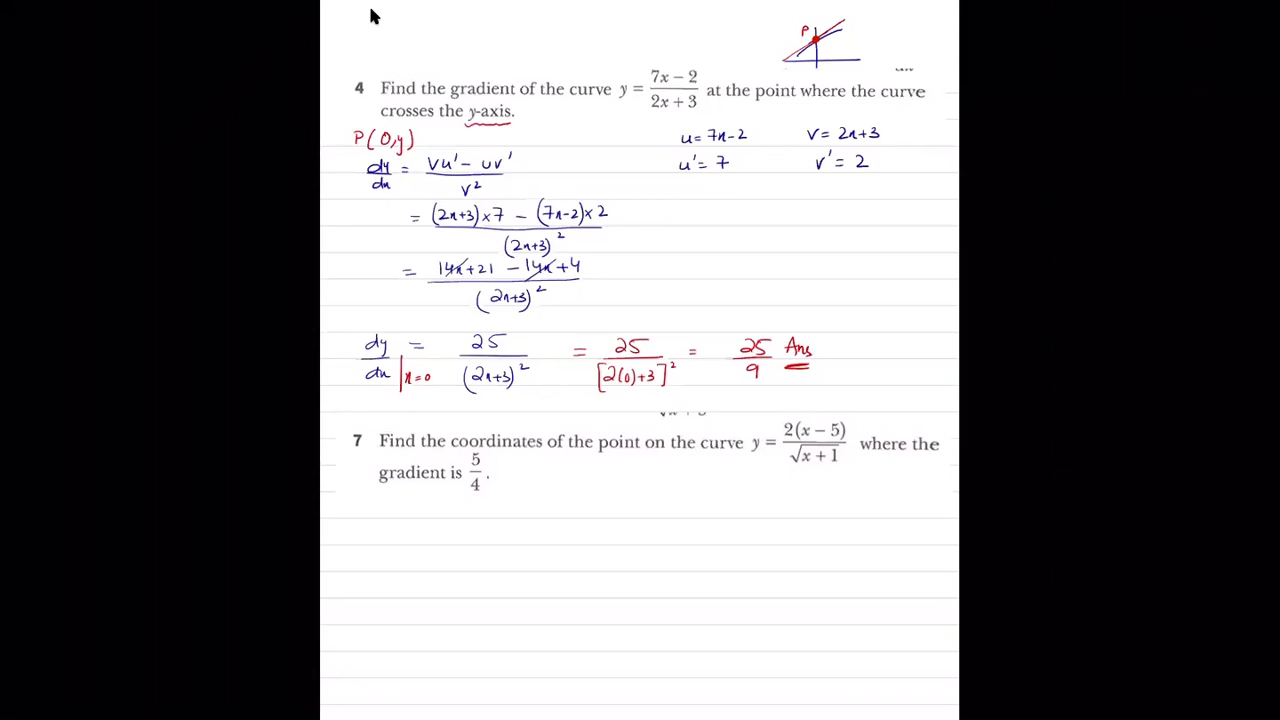 P
4 Find the gradient of the curve y = (7x − 2)/(2x + 3) at the point where the curve
crosses the y-axis.
P(0,y)
u = 7x-2 v = 2x+3
dy/dx = (vu' - uv')/v²
u' = 7 v' = 2
= ((2x+3)×7 - (7x-2)×2)/(2x+3)²
= (14x+21 - 14x+4)/(2x+3)²
dy/dx |x=0 = 25/(2x+3)² = 25/[2(0)+3]² = 25/9 Ans
7 Find the coordinates of the point on the curve y = 2(x − 5)/√(x + 1) where the
gradient is 5/4.